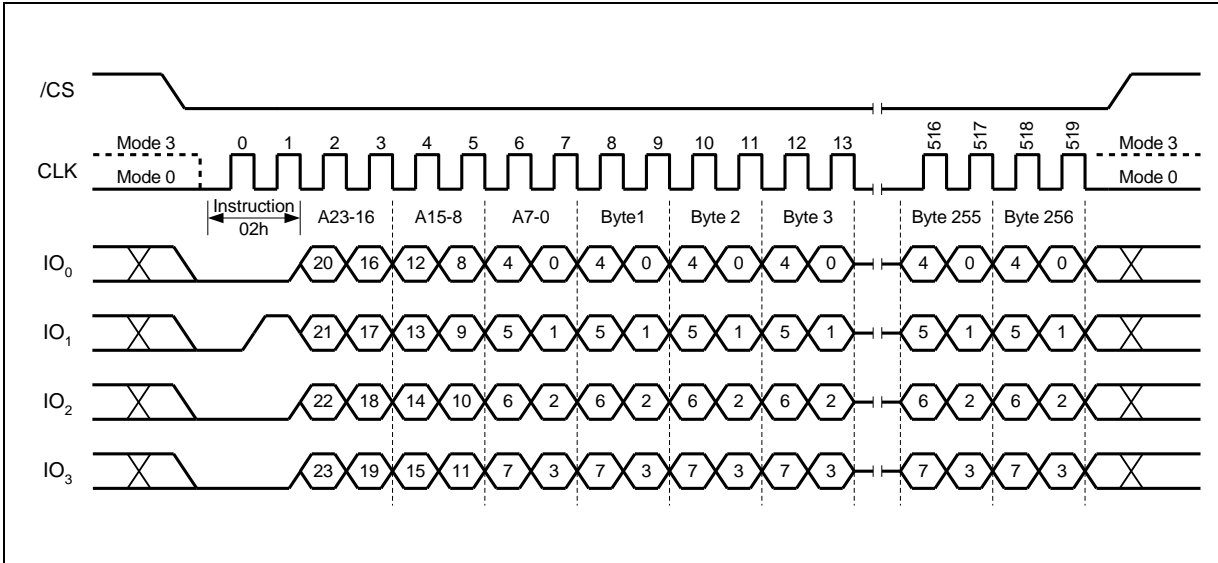 /CS
CLK Mode 3 0 1 2 3 4 5 6 7 8 9 10 11 12 13 516 517 518 519 Mode 3
Mode 0 Mode 0
Instruction 02h A23-16 A15-8 A7-0 Byte1 Byte 2 Byte 3 Byte 255 Byte 256
IO0 20 16 12 8 4 0 4 0 4 0 4 0 4 0 4 0
IO1 21 17 13 9 5 1 5 1 5 1 5 1 5 1 5 1
IO2 22 18 14 10 6 2 6 2 6 2 6 2 6 2 6 2
IO3 23 19 15 11 7 3 7 3 7 3 7 3 7 3 7 3